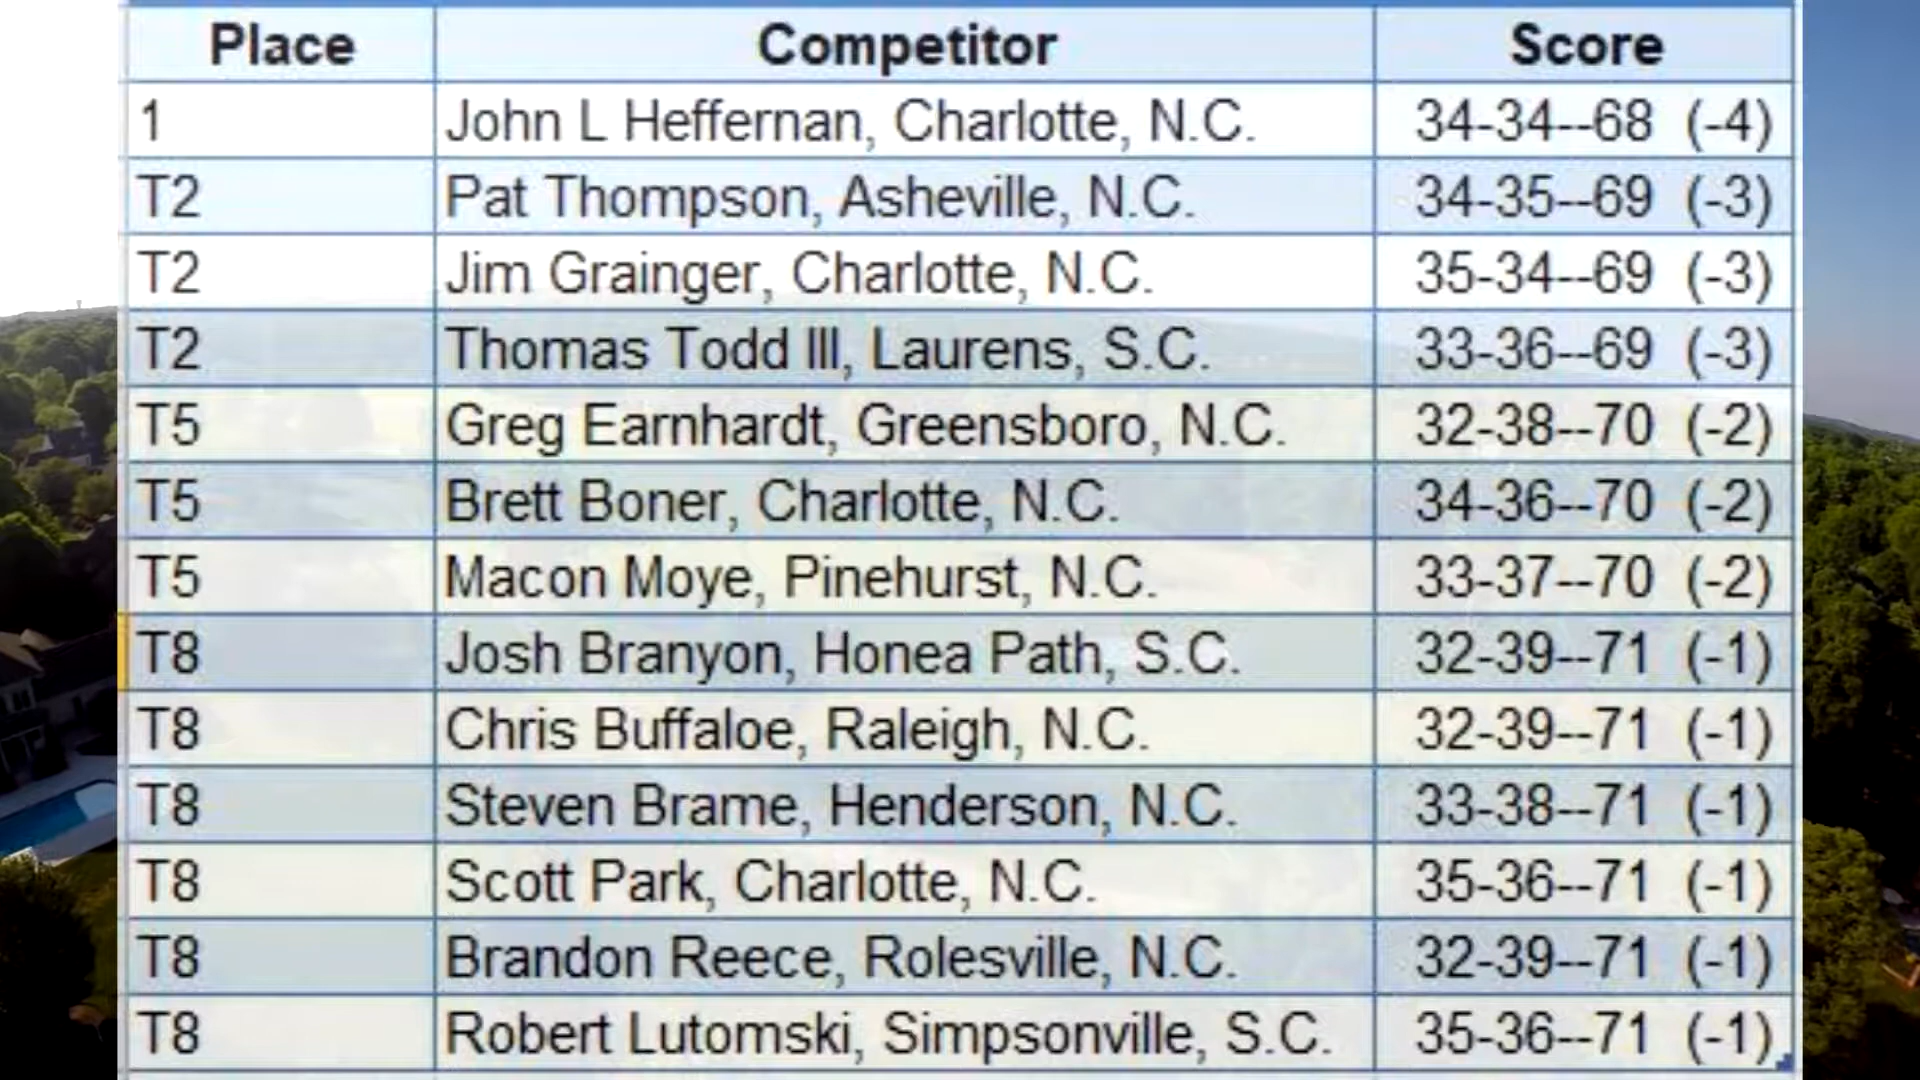 Place Competitor Score
1 John L Heffernan, Charlotte, N.C. 34-34--68 (-4)
T2 Pat Thompson, Asheville, N.C. 34-35--69 (-3)
T2 Jim Grainger, Charlotte, N.C. 35-34--69 (-3)
T2 Thomas Todd III, Laurens, S.C. 33-36--69 (-3)
T5 Greg Earnhardt, Greensboro, N.C. 32-38--70 (-2)
T5 Brett Boner, Charlotte, N.C. 34-36--70 (-2)
T5 Macon Moye, Pinehurst, N.C. 33-37--70 (-2)
T8 Josh Branyon, Honea Path, S.C. 32-39--71 (-1)
T8 Chris Buffaloe, Raleigh, N.C. 32-39--71 (-1)
T8 Steven Brame, Henderson, N.C. 33-38--71 (-1)
T8 Scott Park, Charlotte, N.C. 35-36--71 (-1)
T8 Brandon Reece, Rolesville, N.C. 32-39--71 (-1)
T8 Robert Lutomski, Simpsonville, S.C. 35-36--71 (-1)